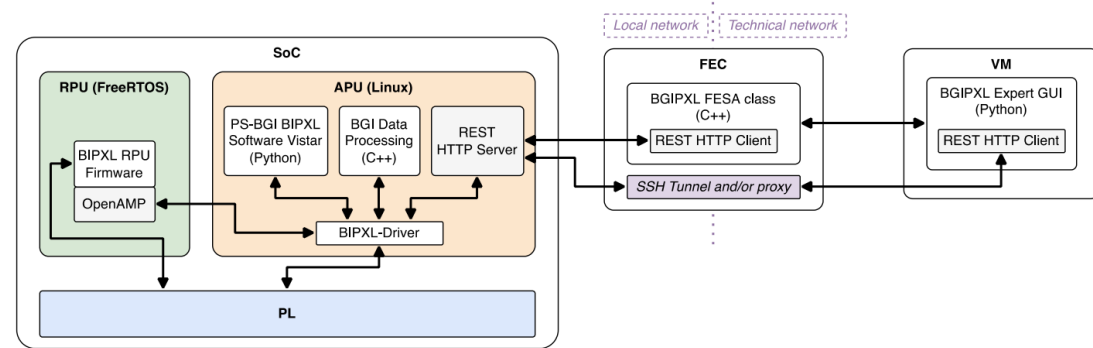 Local network
Technical network
SoC
FEC
VM
RPU (FreeRTOS)
APU (Linux)
BIPXL RPU
Firmware
OpenAMP
PS-BGI BIPXL
Software Vistar
(Python)
BGI Data
Processing
(C++)
REST
HTTP Server
BIPXL-Driver
PL
BGIPXL FESA class
(C++)
REST HTTP Client
SSH Tunnel and/or proxy
BGIPXL Expert GUI
(Python)
REST HTTP Client